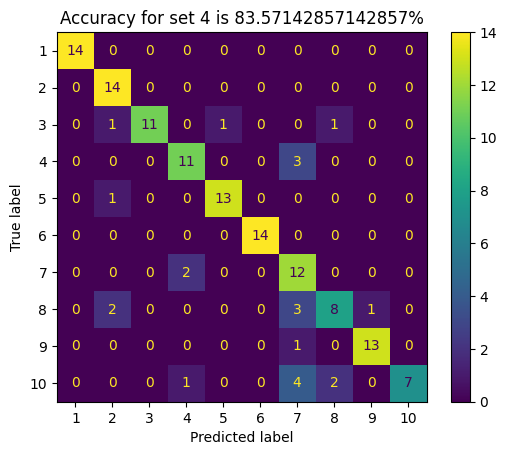 Accuracy for set 4 is 83.57142857142857%
1 14 0 0 0 0 0 0 0 0 0
2 0 14 0 0 0 0 0 0 0 0
3 0 1 11 0 1 0 0 1 0 0
4 0 0 0 11 0 0 3 0 0 0
5 0 1 0 0 13 0 0 0 0 0
6 0 0 0 0 0 14 0 0 0 0
7 0 0 0 2 0 0 12 0 0 0
8 0 2 0 0 0 0 3 8 1 0
9 0 0 0 0 0 0 1 0 13 0
10 0 0 0 1 0 0 4 2 0 7
1 2 3 4 5 6 7 8 9 10
Predicted label
True label
14
12
10
8
6
4
2
0